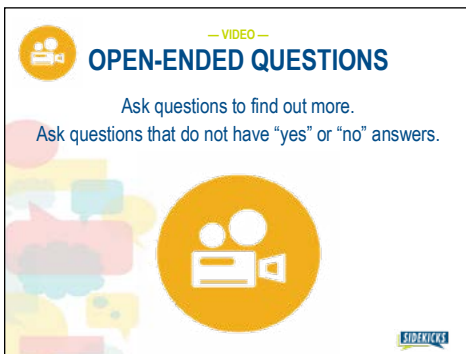 — VIDEO —
OPEN-ENDED QUESTIONS
Ask questions to find out more.
Ask questions that do not have “yes” or “no” answers.
SIDEKICKS